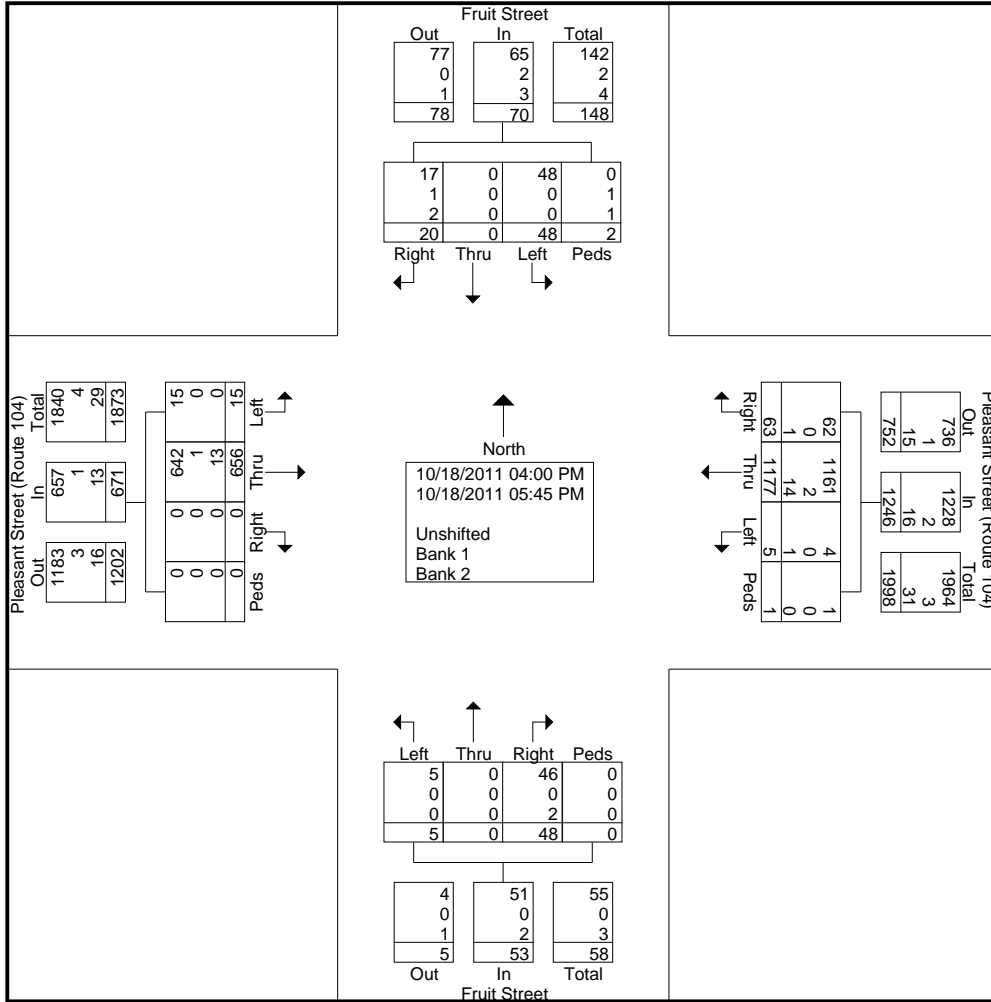 Fruit Street
Out In Total
77 65 142
0 2 2
1 3 4
78 70 148
17 0 48 0
1 0 0 1
2 0 0 1
20 0 48 2
Right Thru Left Peds
Pleasant Street (Route 104)
Total In Out
1840 657 1183
4 1 3
29 13 16
1873 671 1202
15 642 0 0
0 1 0 0
0 13 0 0
15 656 0 0
Left Thru Right Peds
North
10/18/2011 04:00 PM
10/18/2011 05:45 PM
Unshifted
Bank 1
Bank 2
Right Thru Left Peds
62 1161 4 1
0 2 0 0
1 14 1 0
63 1177 5 1
Pleasant Street (Route 104)
Out In Total
736 1228 1964
1 2 3
15 16 31
752 1246 1998
Left Thru Right Peds
5 0 46 0
0 0 0 0
0 0 2 0
5 0 48 0
4 51 55
0 0 0
1 2 3
5 53 58
Out In Total
Fruit Street